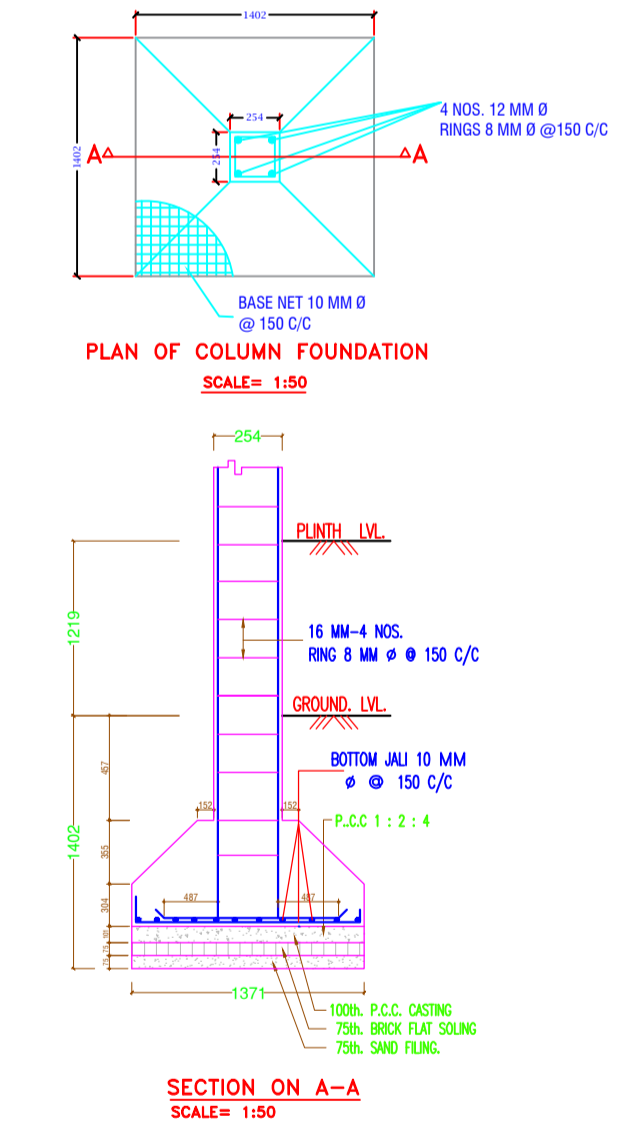 1402
1402
254
254
A
A
4 NOS. 12 MM Ø
RINGS 8 MM Ø @150 C/C
BASE NET 10 MM Ø
@ 150 C/C
PLAN OF COLUMN FOUNDATION
SCALE= 1:50
254
PLINTH LVL.
1219
16 MM-4 NOS.
RING 8 MM Ø @ 150 C/C
GROUND. LVL.
457
BOTTOM JALI 10 MM
Ø @ 150 C/C
152
152
P..C.C 1 : 2 : 4
1402
355
304
487
487
101
75
75
1371
100th. P.C.C. CASTING
75th. BRICK FLAT SOLING
75th. SAND FILING.
SECTION ON A-A
SCALE= 1:50